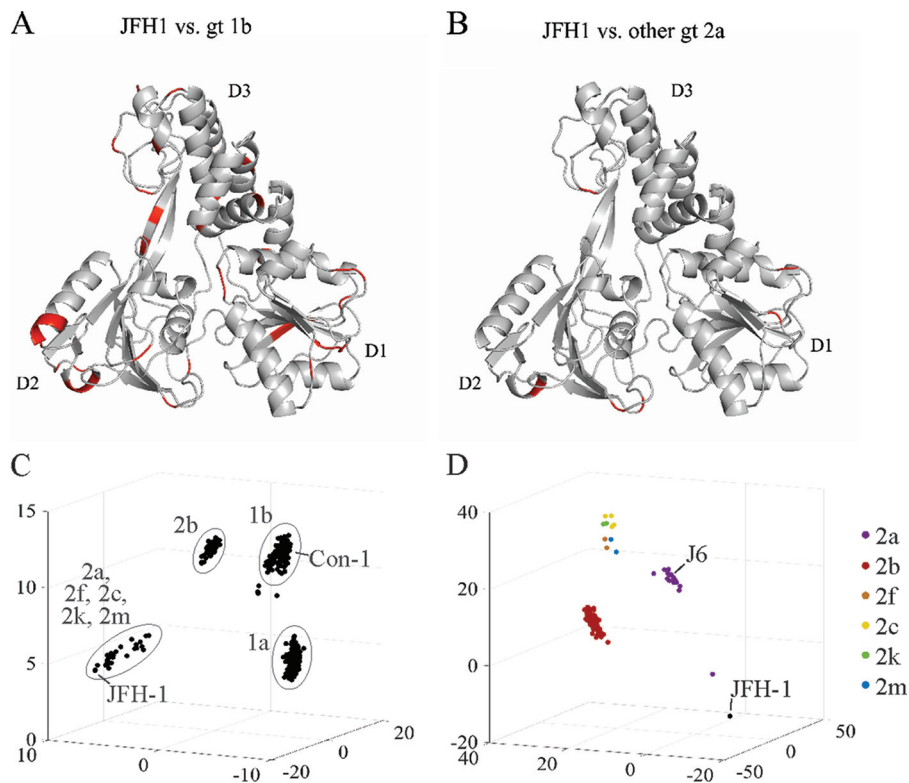 A
JFH1 vs. gt 1b
D3
D2
D1
B
JFH1 vs. other gt 2a
D3
D2
D1
C
15
10
5
0
10
0
-10
-20
0
20
2b
1b
Con-1
2a,
2f, 2c,
2k, 2m
JFH-1
1a
D
40
20
0
-20
40
20
0
-20
-50
0
50
J6
JFH-1
2a
2b
2f
2c
2k
2m